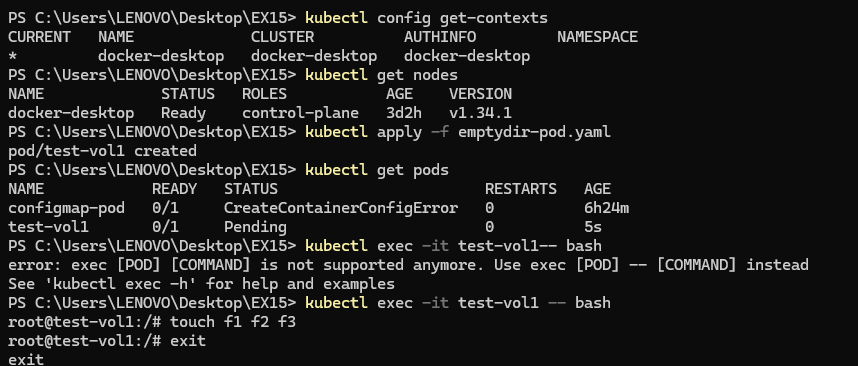 PS C:\Users\LENOVO\Desktop\EX15> kubectl config get-contexts
CURRENT   NAME             CLUSTER          AUTHINFO         NAMESPACE
*         docker-desktop   docker-desktop   docker-desktop
PS C:\Users\LENOVO\Desktop\EX15> kubectl get nodes
NAME             STATUS   ROLES           AGE    VERSION
docker-desktop   Ready    control-plane   3d2h   v1.34.1
PS C:\Users\LENOVO\Desktop\EX15> kubectl apply -f emptydir-pod.yaml
pod/test-vol1 created
PS C:\Users\LENOVO\Desktop\EX15> kubectl get pods
NAME            READY   STATUS                       RESTARTS   AGE
configmap-pod   0/1     CreateContainerConfigError   0          6h24m
test-vol1       0/1     Pending                      0          5s
PS C:\Users\LENOVO\Desktop\EX15> kubectl exec -it test-vol1-- bash
error: exec [POD] [COMMAND] is not supported anymore. Use exec [POD] -- [COMMAND] instead
See 'kubectl exec -h' for help and examples
PS C:\Users\LENOVO\Desktop\EX15> kubectl exec -it test-vol1 -- bash
root@test-vol1:/# touch f1 f2 f3
root@test-vol1:/# exit
exit